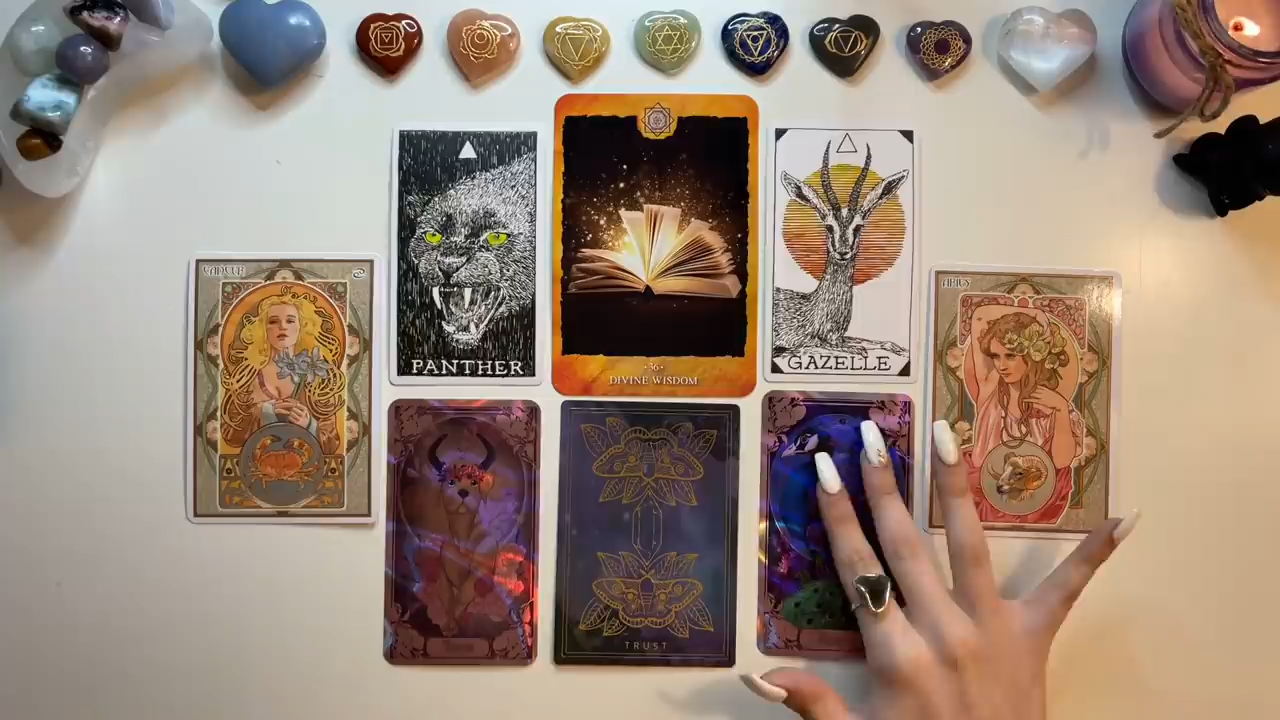 PANTHER
·36·
DIVINE WISDOM
GAZELLE
CANCER
ARIES
TRUST